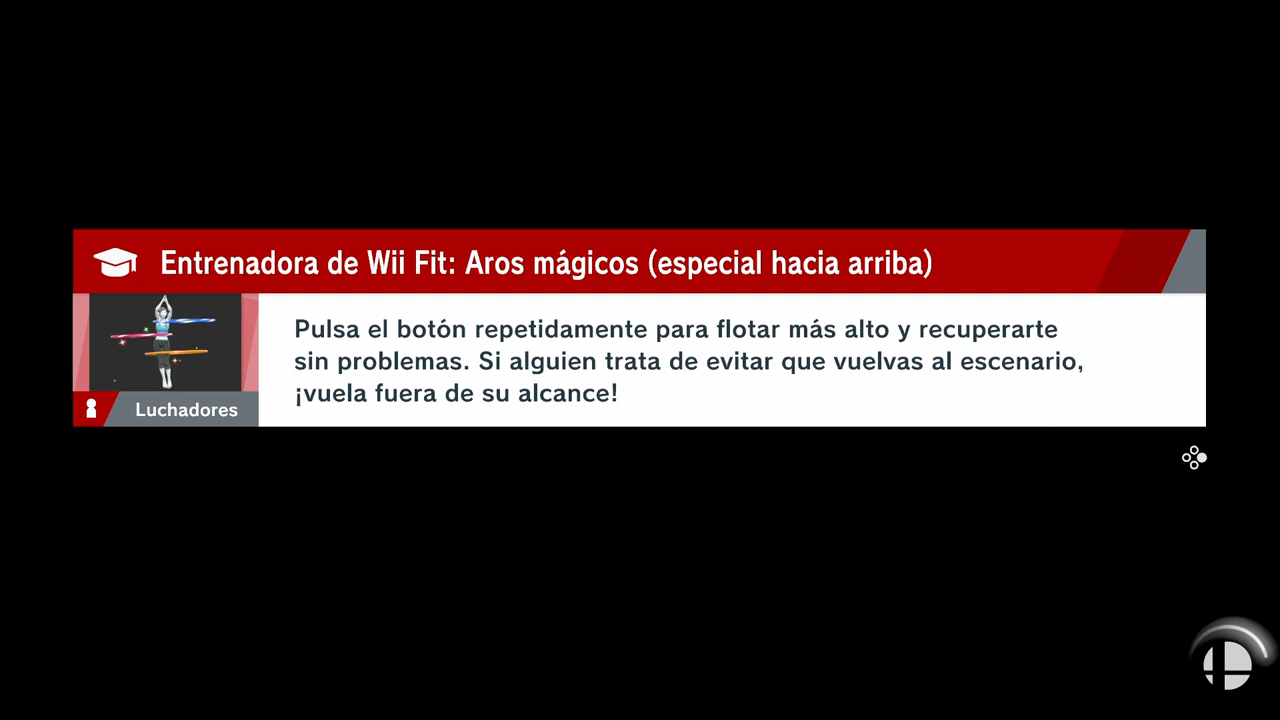 Entrenadora de Wii Fit: Aros mágicos (especial hacia arriba)
Pulsa el botón repetidamente para flotar más alto y recuperarte
sin problemas. Si alguien trata de evitar que vuelvas al escenario,
¡vuela fuera de su alcance!
Luchadores